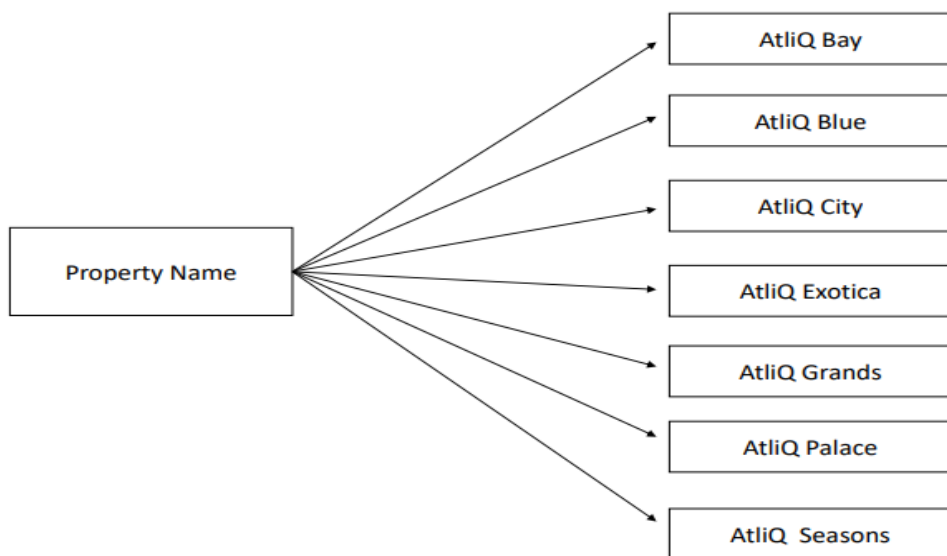 AtliQ Bay
AtliQ Blue
AtliQ City
Property Name
AtliQ Exotica
AtliQ Grands
AtliQ Palace
AtliQ  Seasons